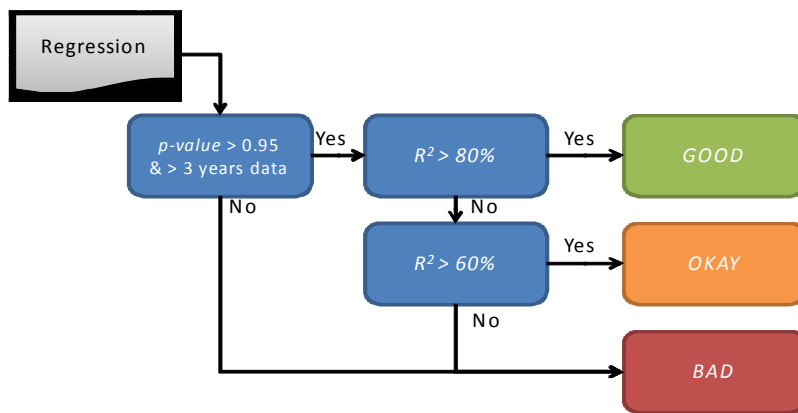 Regression
p-value > 0.95
& > 3 years data
Yes
R² > 80%
Yes
GOOD
No
No
R² > 60%
Yes
OKAY
No
BAD